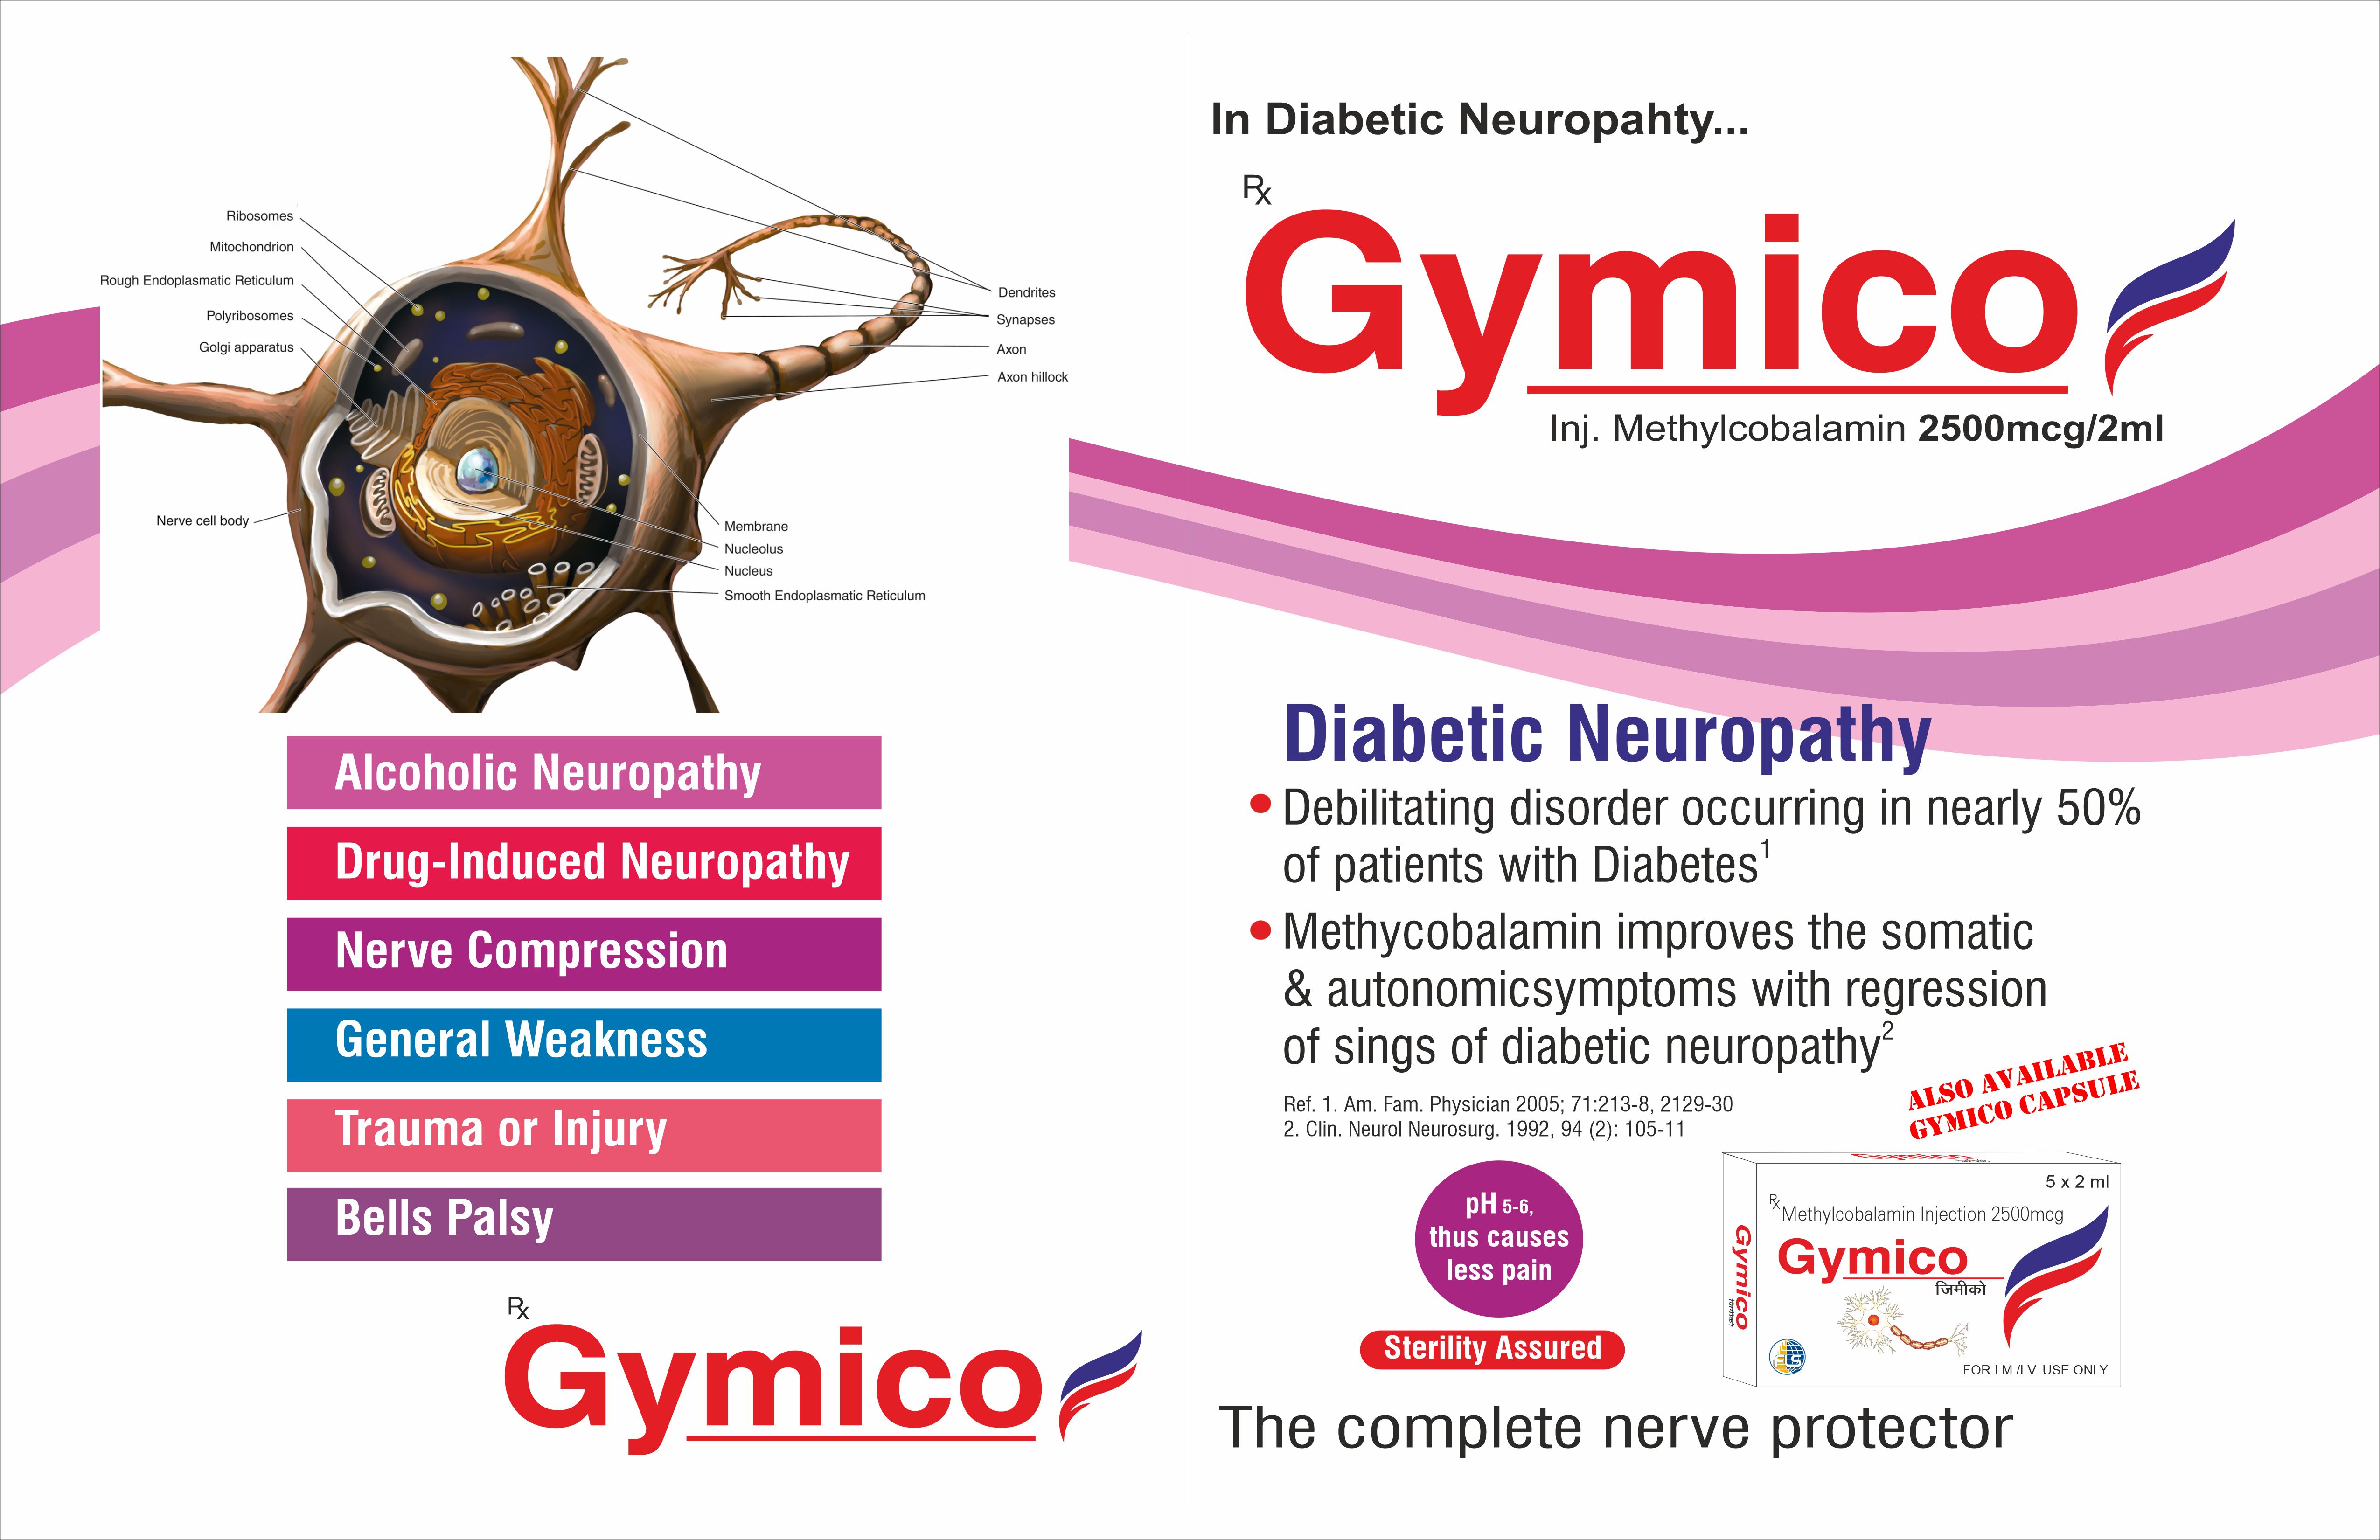 Ribosomes
Mitochondrion
Rough Endoplasmatic Reticulum
Polyribosomes
Golgi apparatus
Nerve cell body
Dendrites
Synapses
Axon
Axon hillock
Membrane
Nucleolus
Nucleus
Smooth Endoplasmatic Reticulum
Alcoholic Neuropathy
Drug-Induced Neuropathy
Nerve Compression
General Weakness
Trauma or Injury
Bells Palsy
Rx
Gymico
In Diabetic Neuropahty...
Rx
Gymico
Inj. Methylcobalamin 2500mcg/2ml
Diabetic Neuropathy
• Debilitating disorder occurring in nearly 50%
of patients with Diabetes1
• Methycobalamin improves the somatic
& autonomicsymptoms with regression
of sings of diabetic neuropathy2
Ref. 1. Am. Fam. Physician 2005; 71:213-8, 2129-30
2. Clin. Neurol Neurosurg. 1992, 94 (2): 105-11
ALSO AVAILABLE
GYMICO CAPSULE
pH 5-6,
thus causes
less pain
Sterility Assured
Gymico
5 x 2 ml
Rx Methylcobalamin Injection 2500mcg
Gymico
जिमीको
FOR I.M./I.V. USE ONLY
Gymico
जिमीको
The complete nerve protector